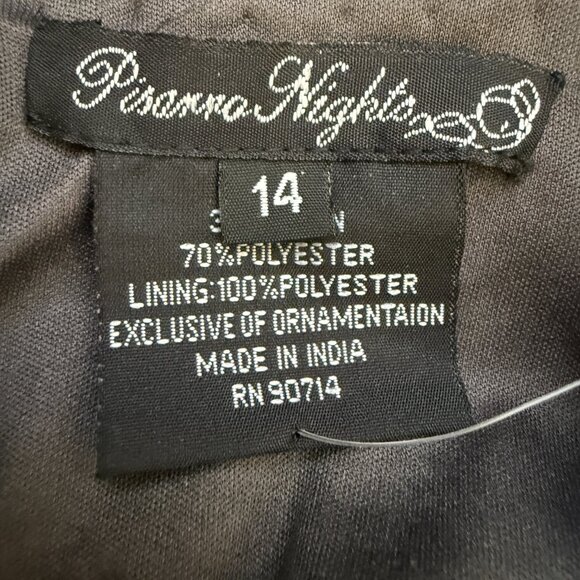 Pisarro Nights
14
70%POLYESTER
LINING:100%POLYESTER
EXCLUSIVE OF ORNAMENTAION
MADE IN INDIA
RN 90714